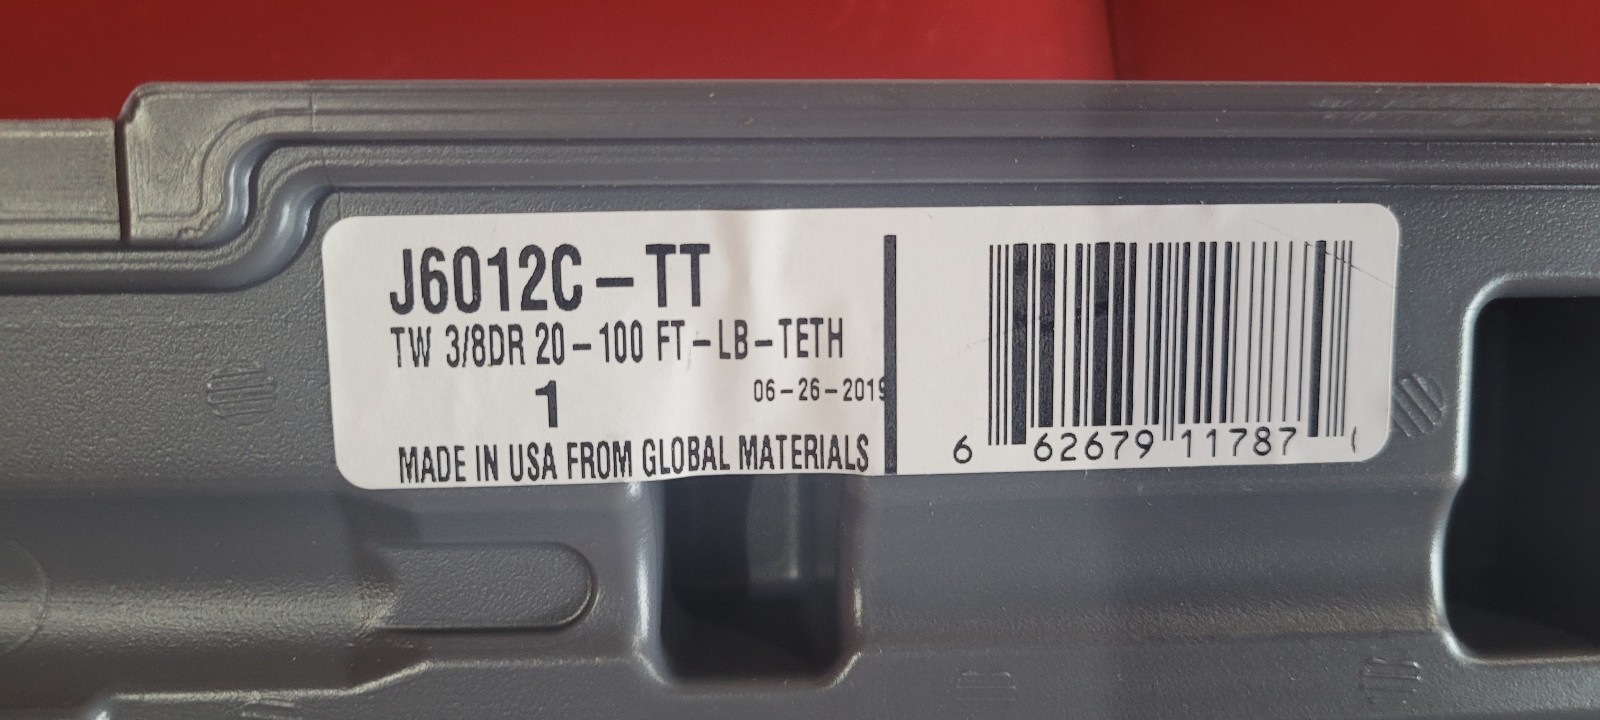 J6012C-TT
TW 3/8DR 20-100 FT-LB-TETH
1
06-26-2019
MADE IN USA FROM GLOBAL MATERIALS
6 62679 11787